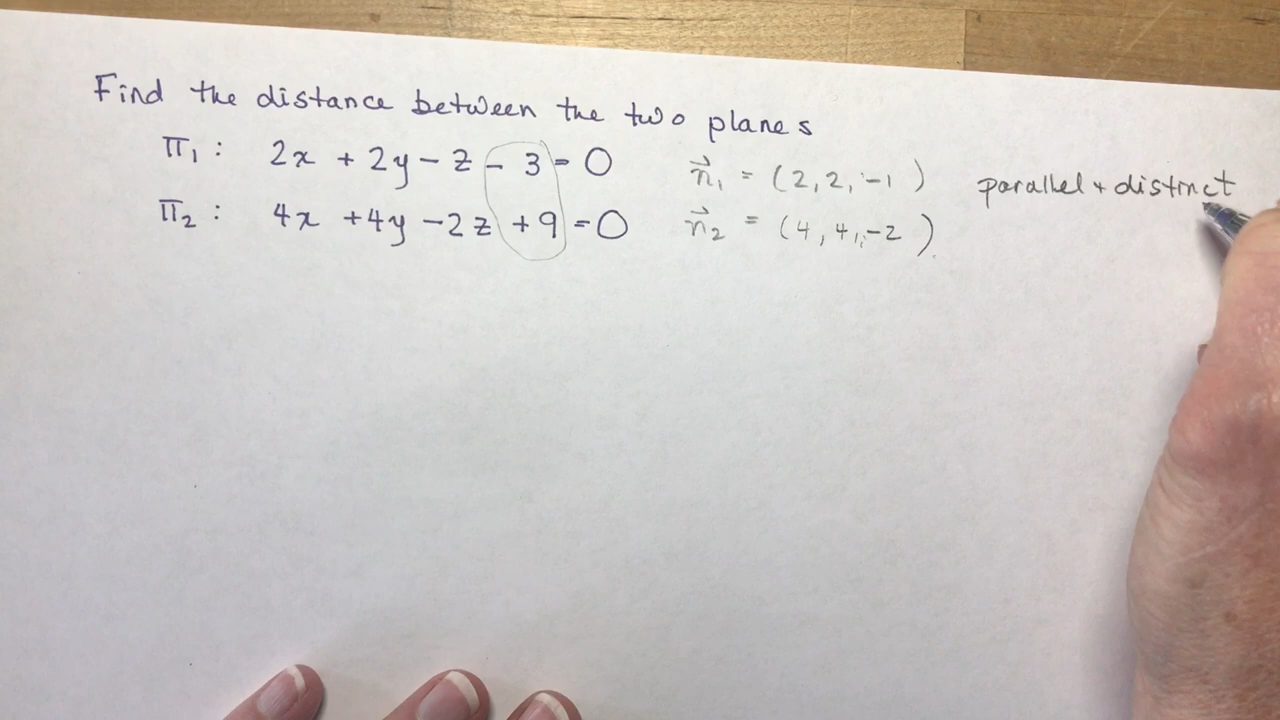 Find the distance between the two planes
π₁ : 2x + 2y - z - 3 = 0 n⃗₁ = (2, 2, -1) parallel + distinct
π₂ : 4x + 4y - 2z + 9 = 0 n⃗₂ = (4, 4, -2)